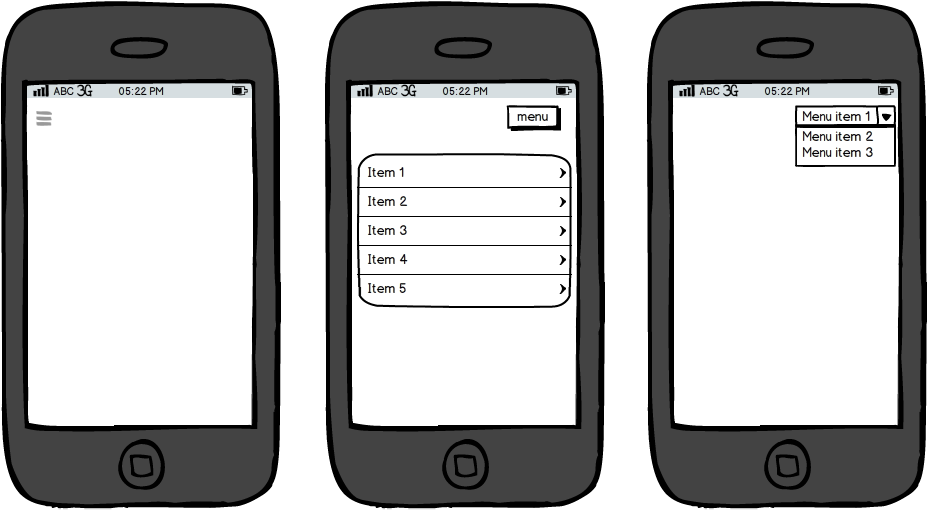 ABC 3G 05:22 PM
ABC 3G 05:22 PM
menu
Item 1
Item 2
Item 3
Item 4
Item 5
ABC 3G 05:22 PM
Menu item 1
Menu item 2
Menu item 3